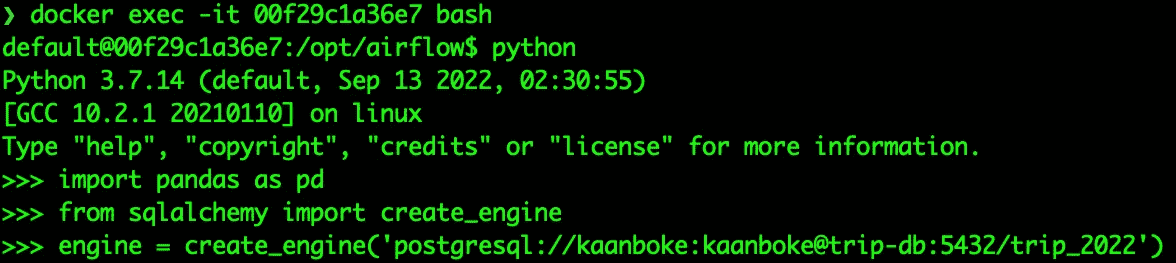 ❯ docker exec -it 00f29c1a36e7 bash
default@00f29c1a36e7:/opt/airflow$ python
Python 3.7.14 (default, Sep 13 2022, 02:30:55)
[GCC 10.2.1 20210110] on linux
Type "help", "copyright", "credits" or "license" for more information.
>>> import pandas as pd
>>> from sqlalchemy import create_engine
>>> engine = create_engine('postgresql://kaanboke:kaanboke@trip-db:5432/trip_2022')